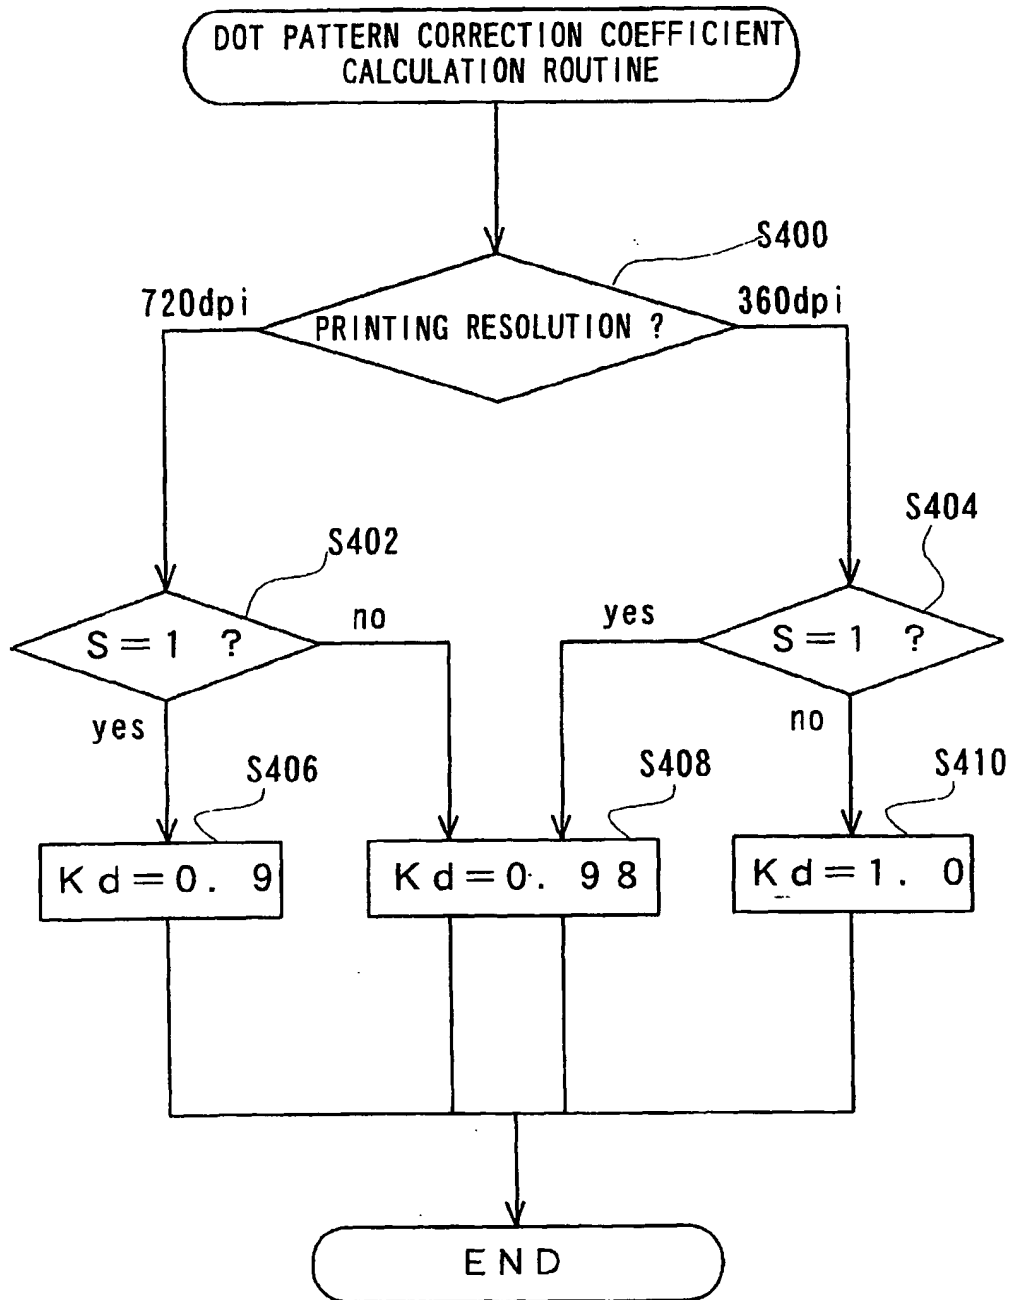 DOT PATTERN CORRECTION COEFFICIENT
CALCULATION ROUTINE
S400
720dpi
PRINTING RESOLUTION ?
360dpi
S402
S404
S=1 ?
no
yes
S=1 ?
yes
no
S406
S408
S410
Kd=0. 9
Kd=0. 98
Kd=1. 0
END